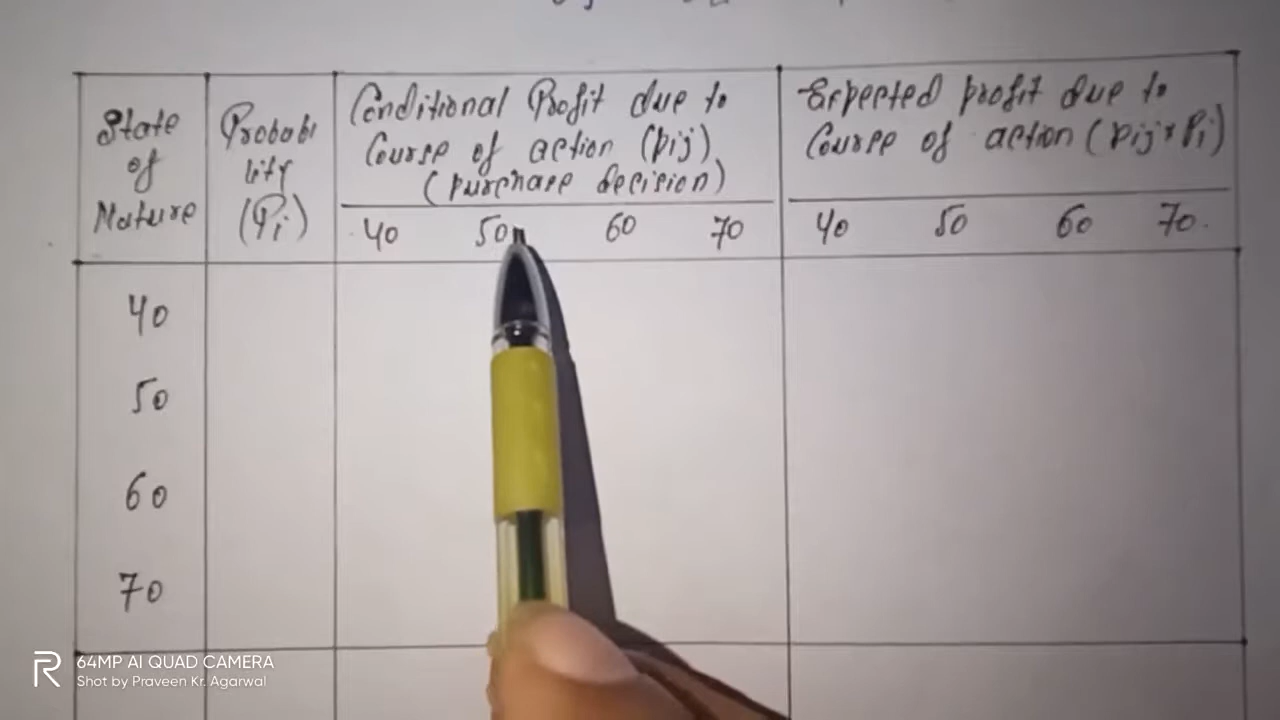 State
of
Nature
Probabi
lity
(Pi)
Conditional Profit due to
Course of action (pij)
(purchase decision)
40 50 60 70
Expected profit due to
Course of action (pij x Pi)
40 50 60 70
40
50
60
70
64MP AI QUAD CAMERA
Shot by Praveen Kr. Agarwal